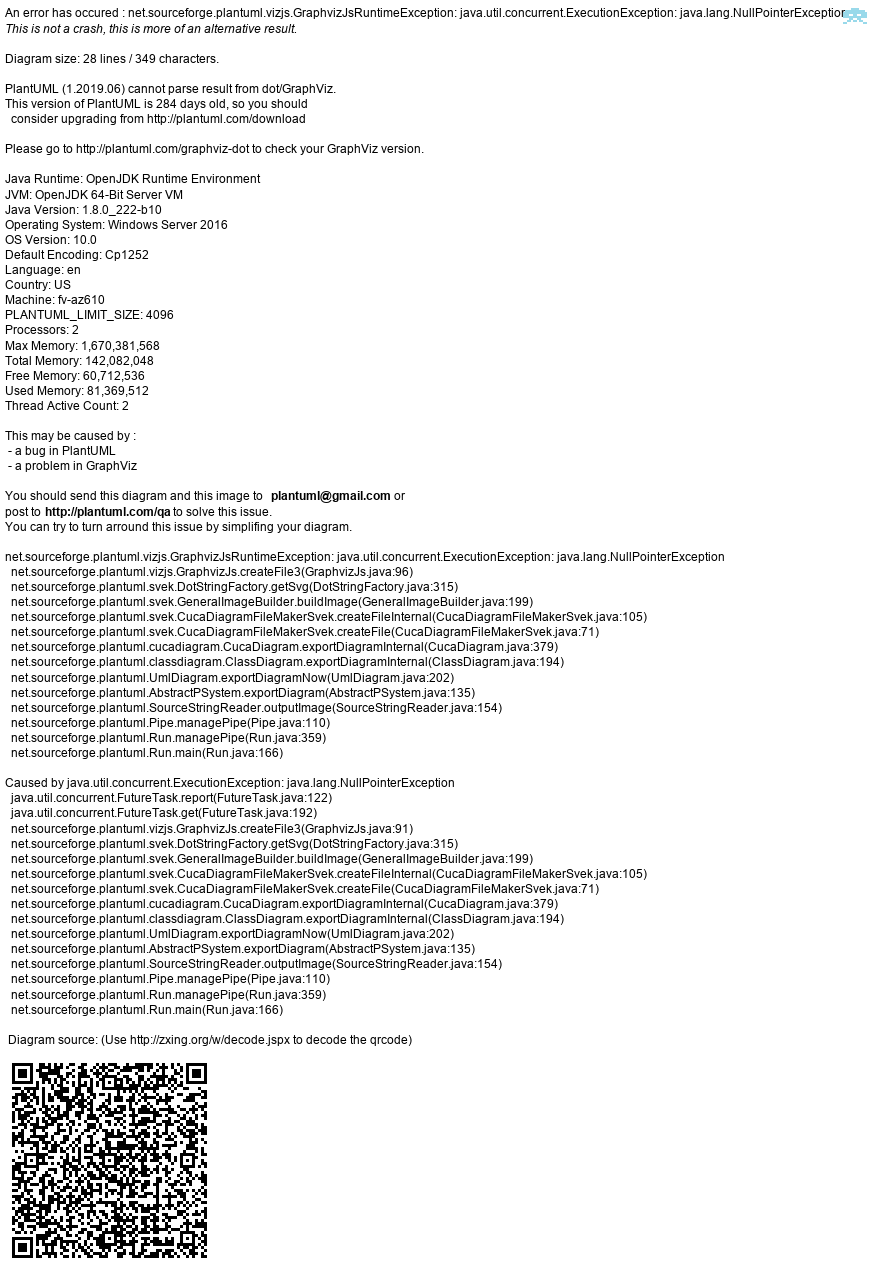 An error has occured : net.sourceforge.plantuml.vizjs.GraphvizJsRuntimeException: java.util.concurrent.ExecutionException: java.lang.NullPointerException
This is not a crash, this is more of an alternative result.
Diagram size: 28 lines / 349 characters.
PlantUML (1.2019.06) cannot parse result from dot/GraphViz.
This version of PlantUML is 284 days old, so you should
consider upgrading from http://plantuml.com/download
Please go to http://plantuml.com/graphviz-dot to check your GraphViz version.
Java Runtime: OpenJDK Runtime Environment
JVM: OpenJDK 64-Bit Server VM
Java Version: 1.8.0_222-b10
Operating System: Windows Server 2016
OS Version: 10.0
Default Encoding: Cp1252
Language: en
Country: US
Machine: fv-az610
PLANTUML_LIMIT_SIZE: 4096
Processors: 2
Max Memory: 1,670,381,568
Total Memory: 142,082,048
Free Memory: 60,712,536
Used Memory: 81,369,512
Thread Active Count: 2
This may be caused by :
- a bug in PlantUML
- a problem in GraphViz
You should send this diagram and this image to plantuml@gmail.com or
post to http://plantuml.com/qa to solve this issue.
You can try to turn arround this issue by simplifing your diagram.
net.sourceforge.plantuml.vizjs.GraphvizJsRuntimeException: java.util.concurrent.ExecutionException: java.lang.NullPointerException
net.sourceforge.plantuml.vizjs.GraphvizJs.createFile3(GraphvizJs.java:96)
net.sourceforge.plantuml.svek.DotStringFactory.getSvg(DotStringFactory.java:315)
net.sourceforge.plantuml.svek.GeneralImageBuilder.buildImage(GeneralImageBuilder.java:199)
net.sourceforge.plantuml.svek.CucaDiagramFileMakerSvek.createFileInternal(CucaDiagramFileMakerSvek.java:105)
net.sourceforge.plantuml.svek.CucaDiagramFileMakerSvek.createFile(CucaDiagramFileMakerSvek.java:71)
net.sourceforge.plantuml.cucadiagram.CucaDiagram.exportDiagramInternal(CucaDiagram.java:379)
net.sourceforge.plantuml.classdiagram.ClassDiagram.exportDiagramInternal(ClassDiagram.java:194)
net.sourceforge.plantuml.UmlDiagram.exportDiagramNow(UmlDiagram.java:202)
net.sourceforge.plantuml.AbstractPSystem.exportDiagram(AbstractPSystem.java:135)
net.sourceforge.plantuml.SourceStringReader.outputImage(SourceStringReader.java:154)
net.sourceforge.plantuml.Pipe.managePipe(Pipe.java:110)
net.sourceforge.plantuml.Run.managePipe(Run.java:359)
net.sourceforge.plantuml.Run.main(Run.java:166)
Caused by java.util.concurrent.ExecutionException: java.lang.NullPointerException
java.util.concurrent.FutureTask.report(FutureTask.java:122)
java.util.concurrent.FutureTask.get(FutureTask.java:192)
net.sourceforge.plantuml.vizjs.GraphvizJs.createFile3(GraphvizJs.java:91)
net.sourceforge.plantuml.svek.DotStringFactory.getSvg(DotStringFactory.java:315)
net.sourceforge.plantuml.svek.GeneralImageBuilder.buildImage(GeneralImageBuilder.java:199)
net.sourceforge.plantuml.svek.CucaDiagramFileMakerSvek.createFileInternal(CucaDiagramFileMakerSvek.java:105)
net.sourceforge.plantuml.svek.CucaDiagramFileMakerSvek.createFile(CucaDiagramFileMakerSvek.java:71)
net.sourceforge.plantuml.cucadiagram.CucaDiagram.exportDiagramInternal(CucaDiagram.java:379)
net.sourceforge.plantuml.classdiagram.ClassDiagram.exportDiagramInternal(ClassDiagram.java:194)
net.sourceforge.plantuml.UmlDiagram.exportDiagramNow(UmlDiagram.java:202)
net.sourceforge.plantuml.AbstractPSystem.exportDiagram(AbstractPSystem.java:135)
net.sourceforge.plantuml.SourceStringReader.outputImage(SourceStringReader.java:154)
net.sourceforge.plantuml.Pipe.managePipe(Pipe.java:110)
net.sourceforge.plantuml.Run.managePipe(Run.java:359)
net.sourceforge.plantuml.Run.main(Run.java:166)
Diagram source: (Use http://zxing.org/w/decode.jspx to decode the qrcode)